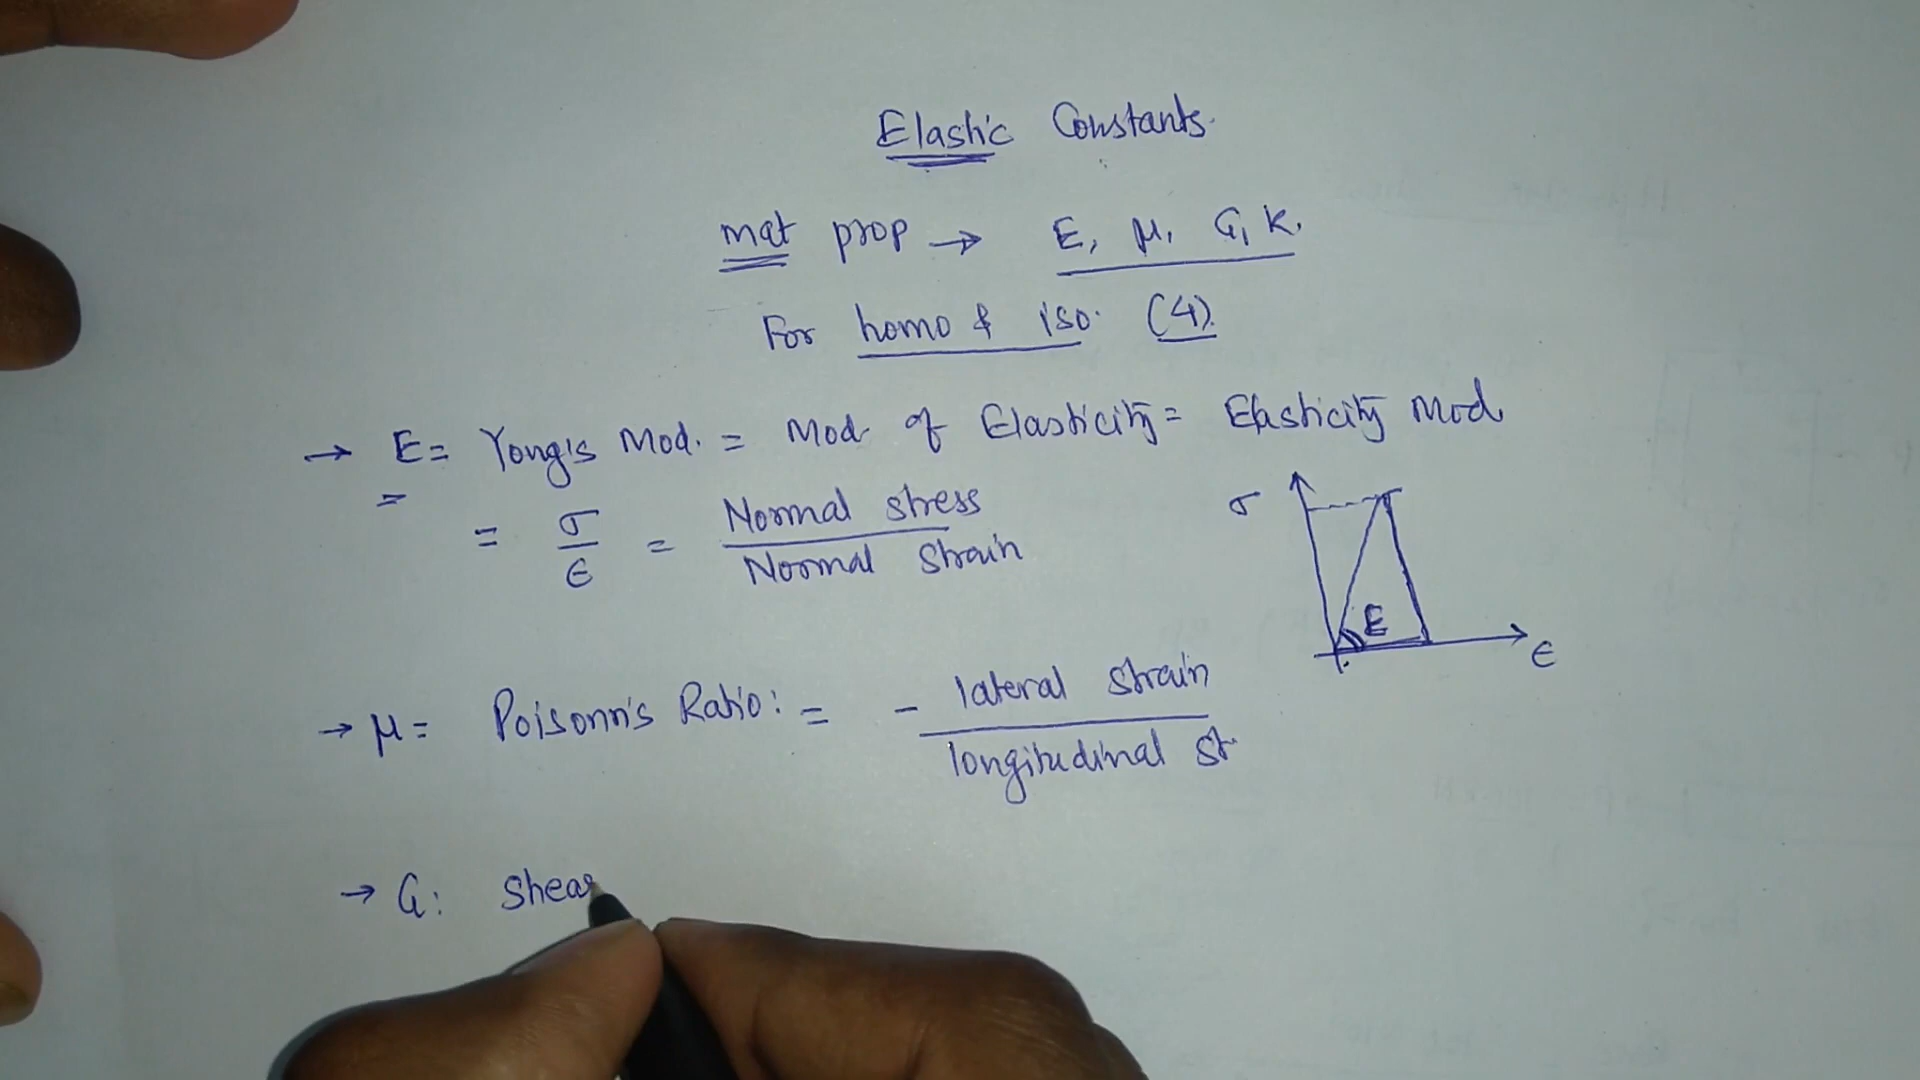 Elastic Constants.
mat prop → E, μ, G, K.
For homo & iso. (4).
→ E = Yong's Mod. = Mod of Elasticity = Elasticity Mod
= σ/ϵ = Normal stress / Normal strain
σ
E
ϵ
→ μ = Poisonn's Ratio: = - lateral strain / longitudinal st
→ G: Shear